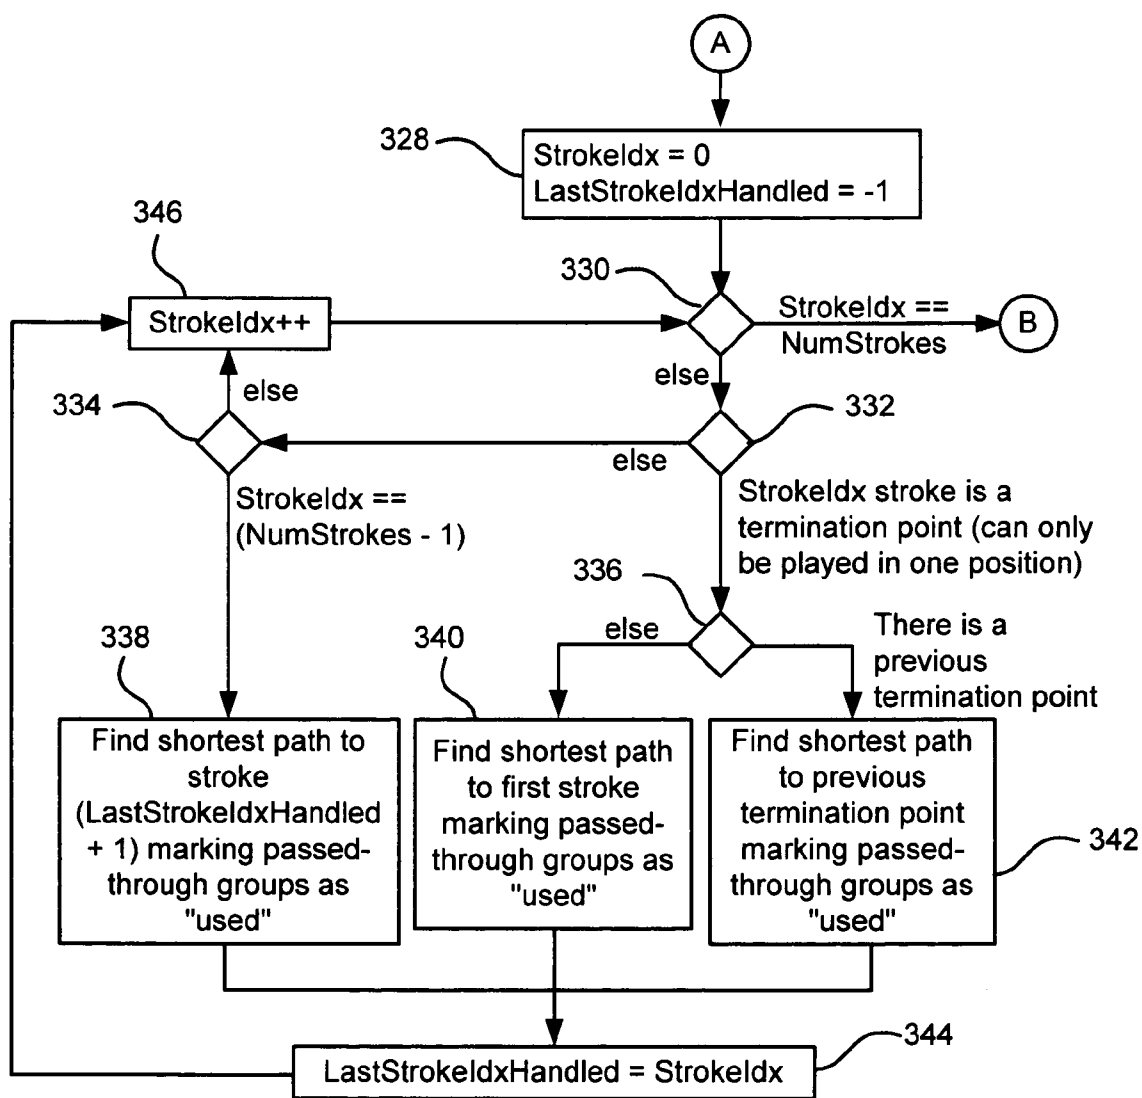 A
328
StrokeIdx = 0
LastStrokeIdxHandled = -1
346
330
StrokeIdx++
StrokeIdx ==
NumStrokes
B
else
else
334
332
else
StrokeIdx ==
(NumStrokes - 1)
StrokeIdx stroke is a
termination point (can only
be played in one position)
336
else
There is a
previous
termination point
338
340
Find shortest path to
stroke
(LastStrokeIdxHandled
+ 1) marking passed-
through groups as
"used"
Find shortest path
to first stroke
marking passed-
through groups as
"used"
Find shortest path
to previous
termination point
marking passed-
through groups as
"used"
342
344
LastStrokeIdxHandled = StrokeIdx